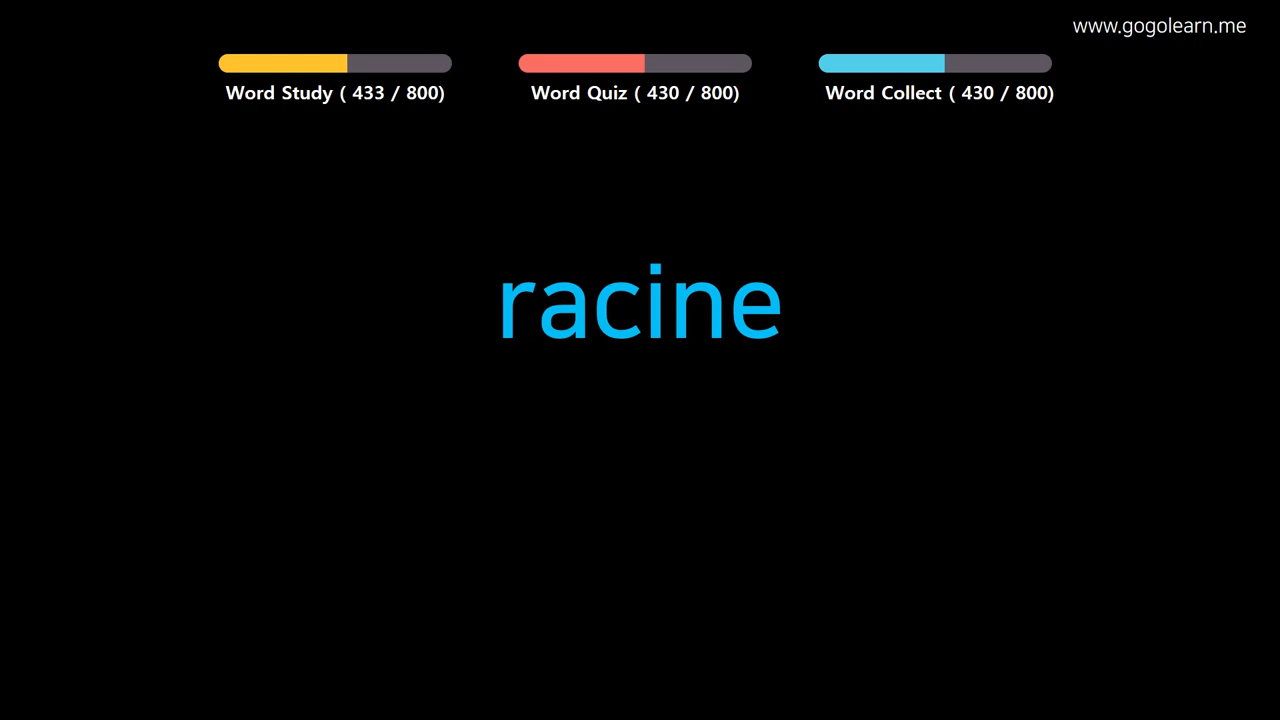 www.gogolearn.me
Word Study ( 433 / 800)
Word Quiz ( 430 / 800)
Word Collect ( 430 / 800)
racine